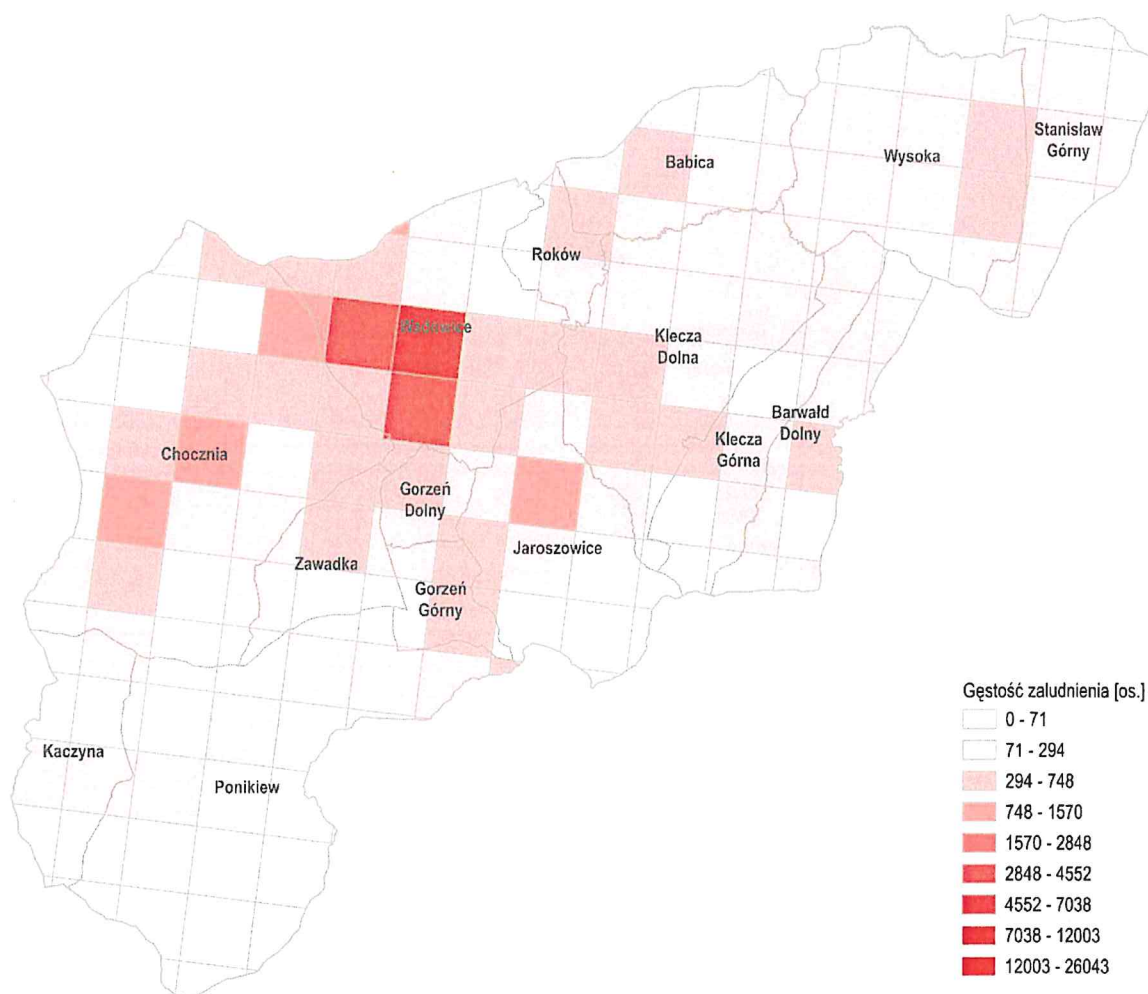 Stanisław
Górny
Wysoka
Babica
Roków
Wadowice
Klecza
Dolna
Barwałd
Dolny
Klecza
Górna
Chocznia
Gorzeń
Dolny
Jaroszowice
Zawadka
Gorzeń
Górny
Kaczyna
Ponikiew
Gęstość zaludnienia [os.]
0 - 71
71 - 294
294 - 748
748 - 1570
1570 - 2848
2848 - 4552
4552 - 7038
7038 - 12003
12003 - 26043